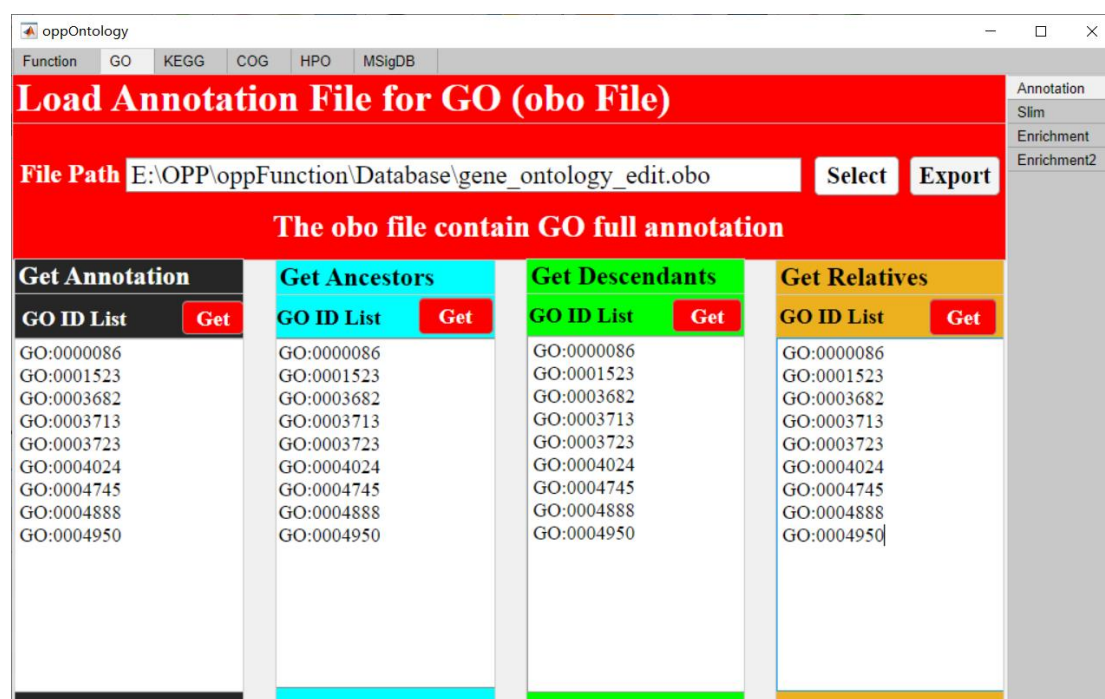 oppOntology
Function GO KEGG COG HPO MSigDB
Load Annotation File for GO (obo File)
File Path E:\OPP\oppFunction\Database\gene_ontology_edit.obo Select Export
The obo file contain GO full annotation
Annotation
Slim
Enrichment
Enrichment2
Get Annotation
GO ID List Get
GO:0000086
GO:0001523
GO:0003682
GO:0003713
GO:0003723
GO:0004024
GO:0004745
GO:0004888
GO:0004950
Get Ancestors
GO ID List Get
GO:0000086
GO:0001523
GO:0003682
GO:0003713
GO:0003723
GO:0004024
GO:0004745
GO:0004888
GO:0004950
Get Descendants
GO ID List Get
GO:0000086
GO:0001523
GO:0003682
GO:0003713
GO:0003723
GO:0004024
GO:0004745
GO:0004888
GO:0004950
Get Relatives
GO ID List Get
GO:0000086
GO:0001523
GO:0003682
GO:0003713
GO:0003723
GO:0004024
GO:0004745
GO:0004888
GO:0004950